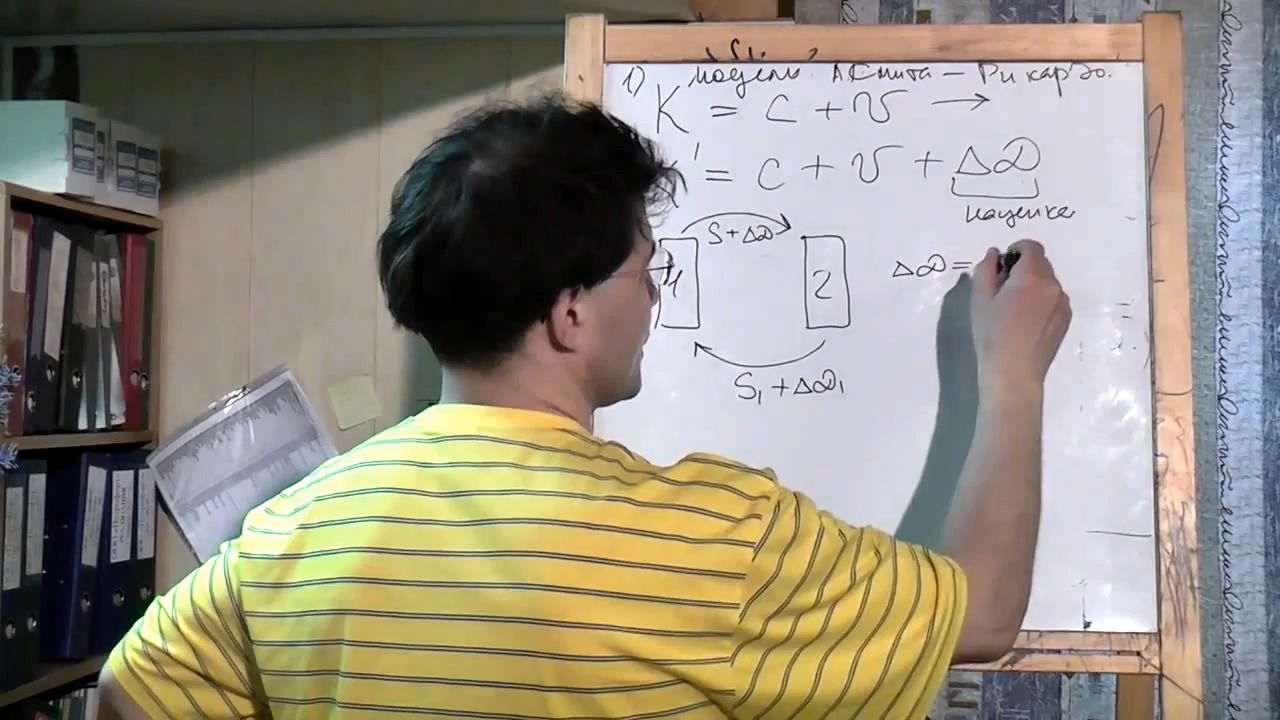 1) модель А.Смита – Рикардо.
K = c + v →
' = c + v + ΔD
наценка
S + ΔD
1
2
ΔD =
S₁ + ΔD₁